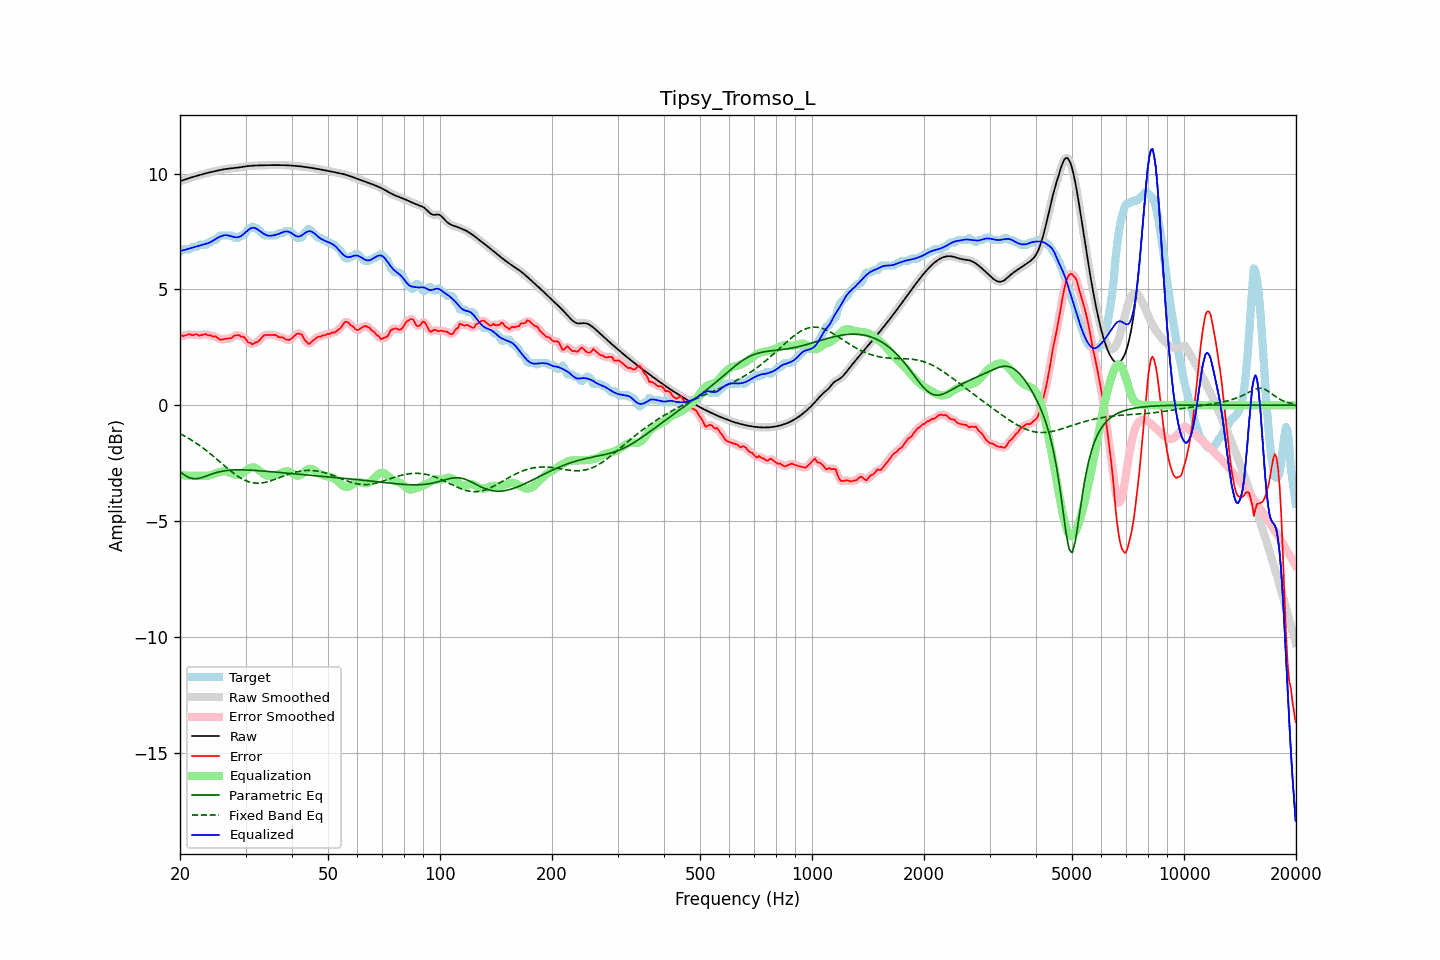 Tipsy_Tromso_L
Amplitude (dBr)
10
5
0
−5
−10
−15
Target
Raw Smoothed
Error Smoothed
Raw
Error
Equalization
Parametric Eq
Fixed Band Eq
Equalized
20 50 100 200 500 1000 2000 5000 10000 20000
Frequency (Hz)